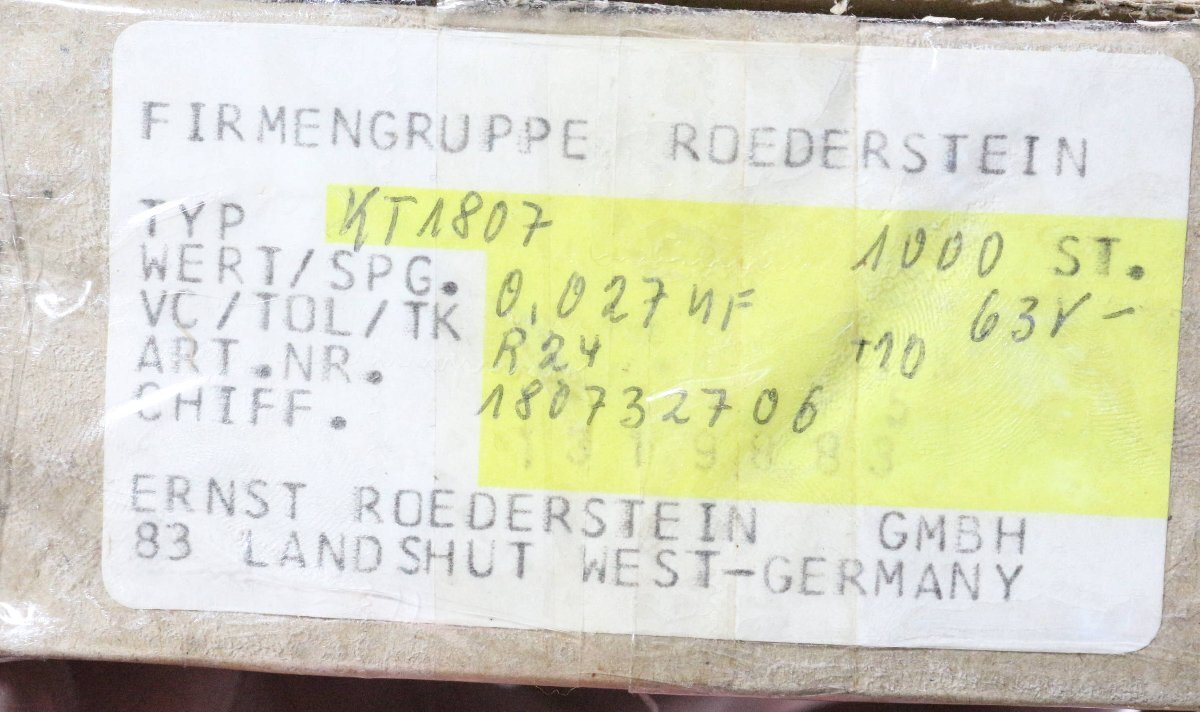 FIRMENGRUPPE ROEDERSTEIN
TYP KT1807 1000 ST.
WERT/SPG. 0,027 µF 63V-
VC/TOL/TK R24 +10
ART.NR. 180732706
CHIFF.
ERNST ROEDERSTEIN GMBH
83 LANDSHUT WEST-GERMANY